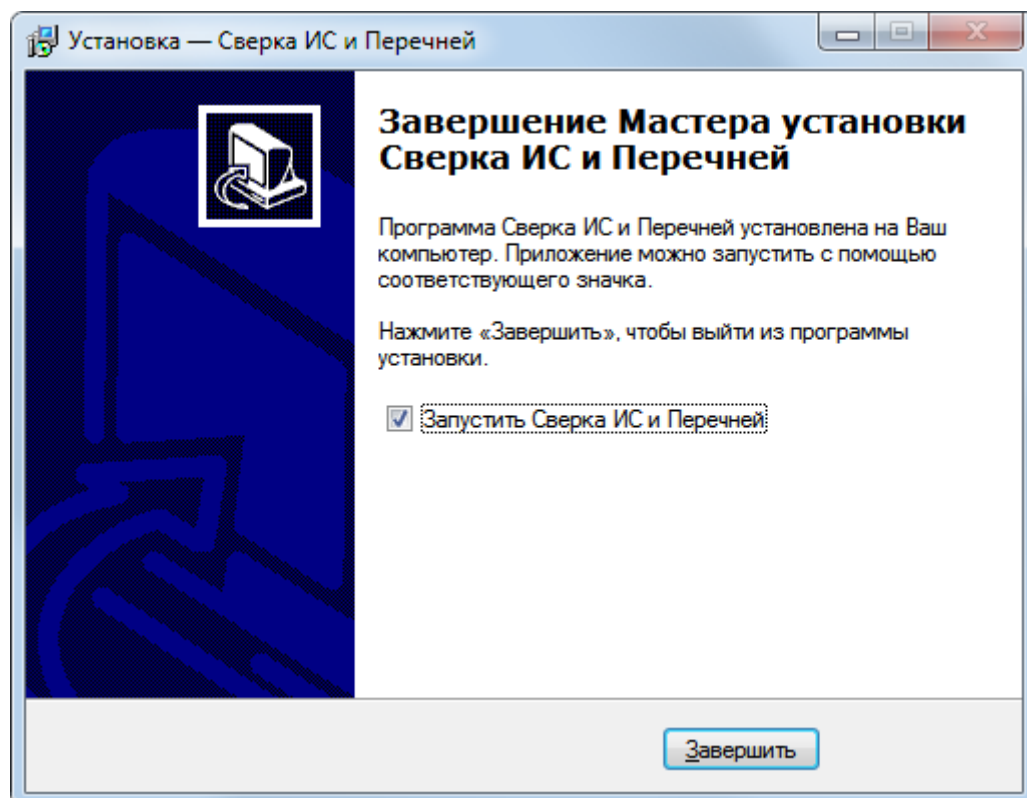 Установка — Сверка ИС и Перечней
Завершение Мастера установки
Сверка ИС и Перечней
Программа Сверка ИС и Перечней установлена на Ваш
компьютер. Приложение можно запустить с помощью
соответствующего значка.
Нажмите «Завершить», чтобы выйти из программы
установки.
Запустить Сверка ИС и Перечней
Завершить